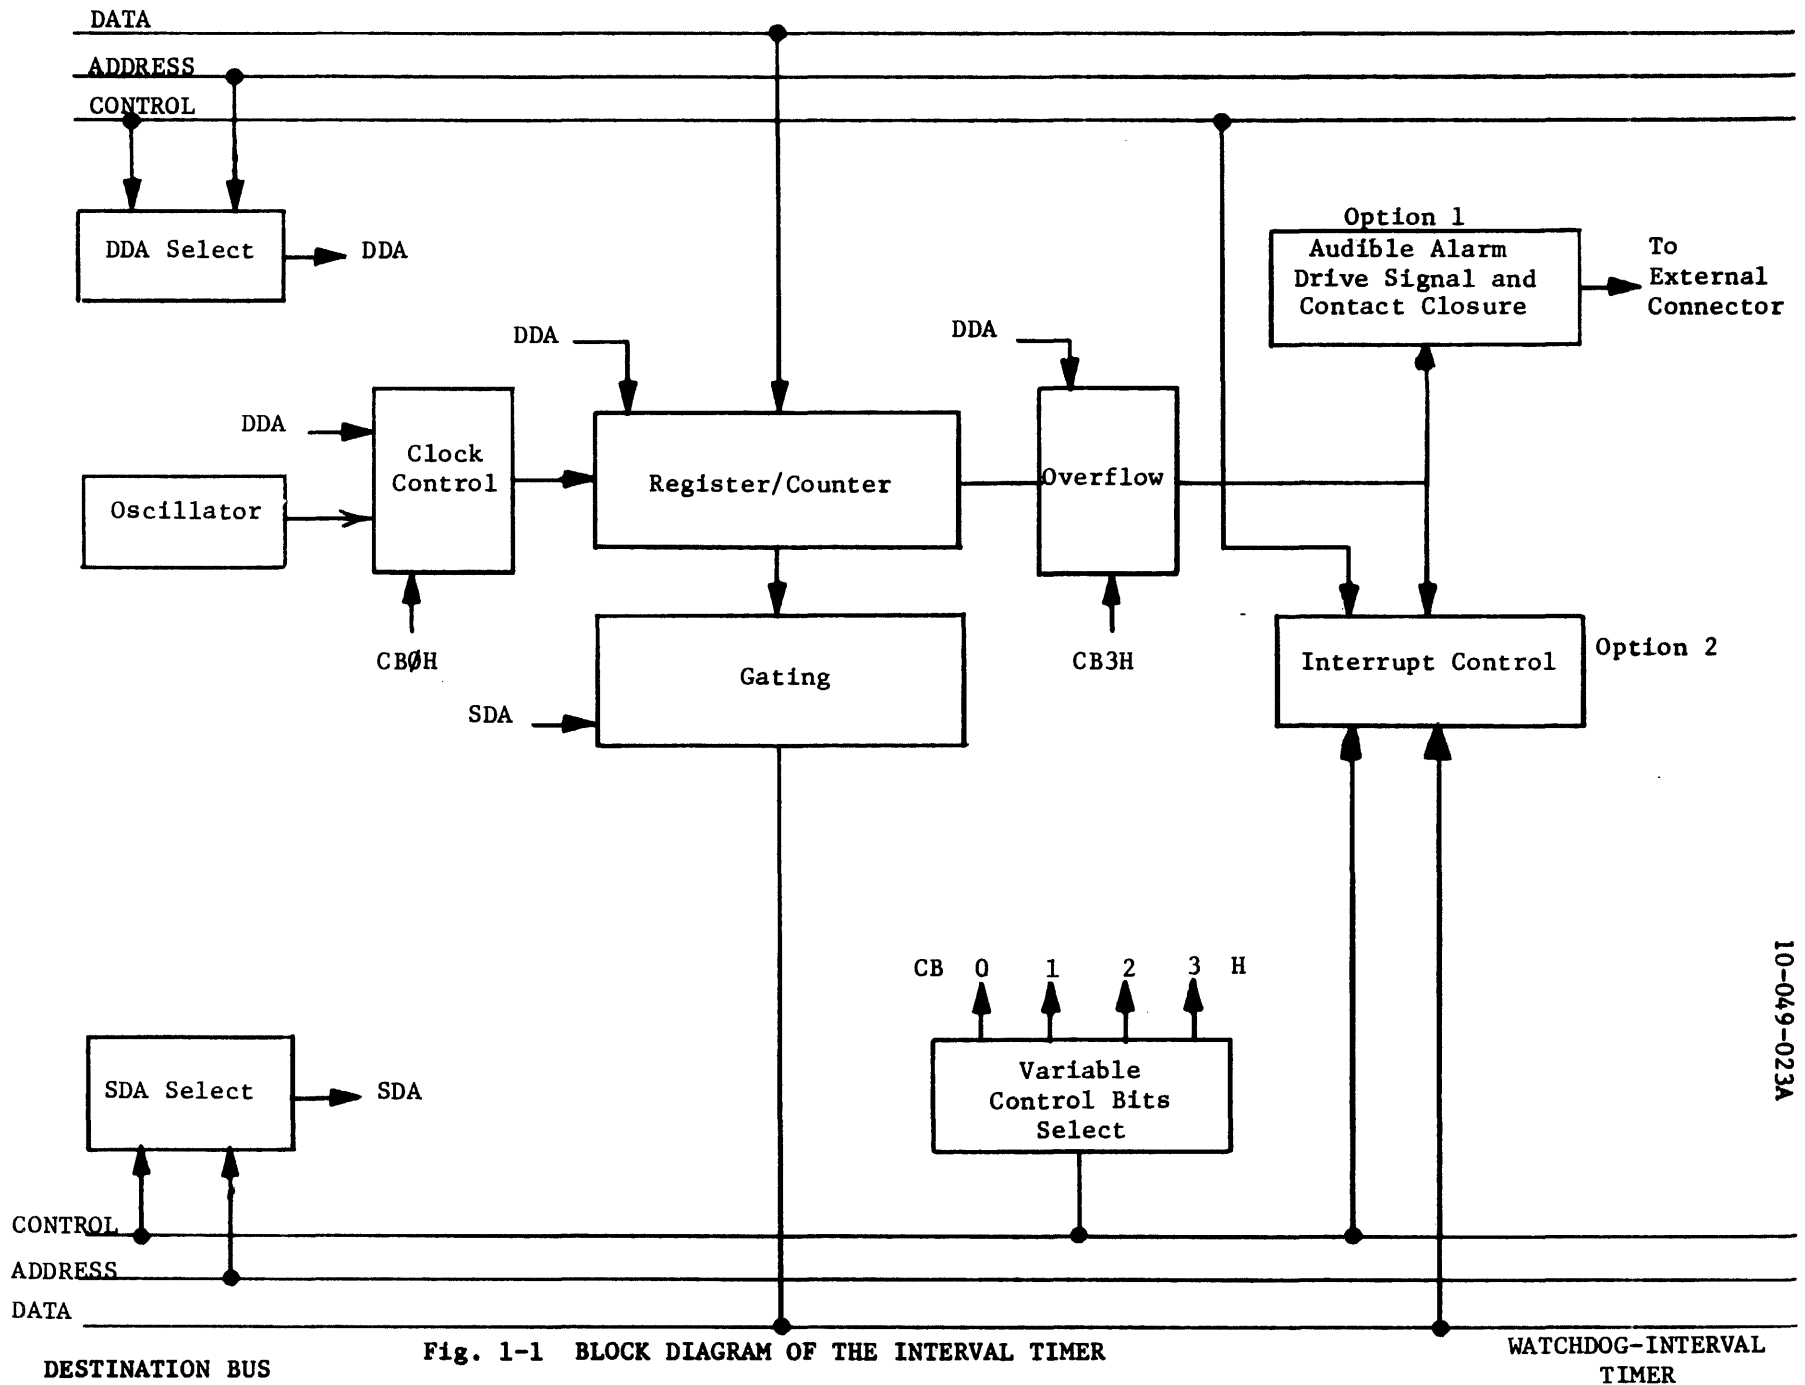 DATA
ADDRESS
CONTROL
DDA Select
DDA
Option 1
Audible Alarm
Drive Signal and
Contact Closure
To
External
Connector
DDA
DDA
DDA
Clock
Control
Oscillator
Register/Counter
Overflow
CBØH
Gating
SDA
CB3H
Interrupt Control
Option 2
CB 0 1 2 3 H
Variable
Control Bits
Select
SDA Select
SDA
10-049-023A
CONTROL
ADDRESS
DATA
Fig. 1-1 BLOCK DIAGRAM OF THE INTERVAL TIMER
DESTINATION BUS
WATCHDOG-INTERVAL
TIMER